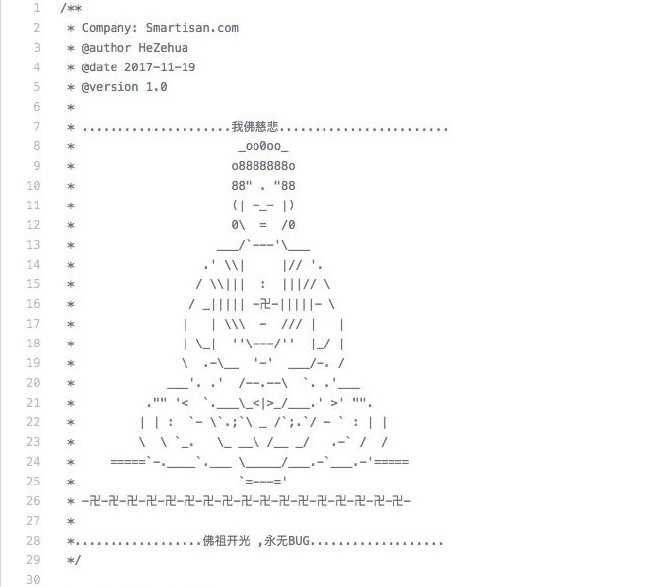 1 /**
2  * Company: Smartisan.com
3  * @author HeZehua
4  * @date 2017-11-19
5  * @version 1.0
6  *
7  * .....................我佛慈悲........................
8  *                       _oo0oo_
9  *                      o8888888o
10  *                      88" . "88
11  *                      (| -_- |)
12  *                      0\  =  /0
13  *                    ___/`---'\___
14  *                  .' \\|     |// '.
15  *                 / \\|||  :  |||// \
16  *                / _||||| -卍-|||||- \
17  *               |   | \\\  -  /// |   |
18  *               | \_|  ''\---/''  |_/ |
19  *               \  .-\__  '-'  ___/-. /
20  *             ___'. .'  /--.--\  `. .'___
21  *          ."" '<  `.___\_<|>_/___.' >' "".
22  *         | | :  `- \`.;`\ _ /`;.`/ - ` : | |
23  *         \  \ `_.   \_ __\ /__ _/   .-` /  /
24  *     =====`-.____`.___ \_____/___.-`___.-'=====
25  *                       `=---='
26  * -卍-卍-卍-卍-卍-卍-卍-卍-卍-卍-卍-卍-卍-卍-卍-卍-卍-
27  *
28  *..................佛祖开光 ,永无BUG...................
29  */
30